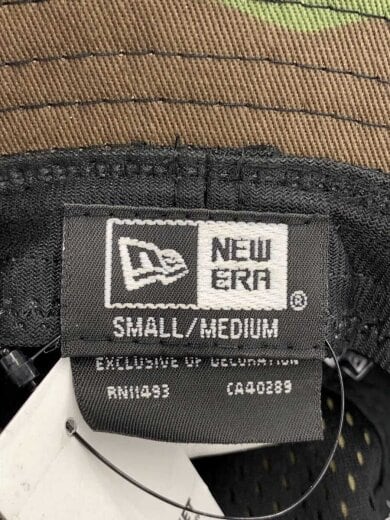 NEW
ERA
®
SMALL/MEDIUM
EXCLUSIVE OF DECORATION
RN11493 CA40289